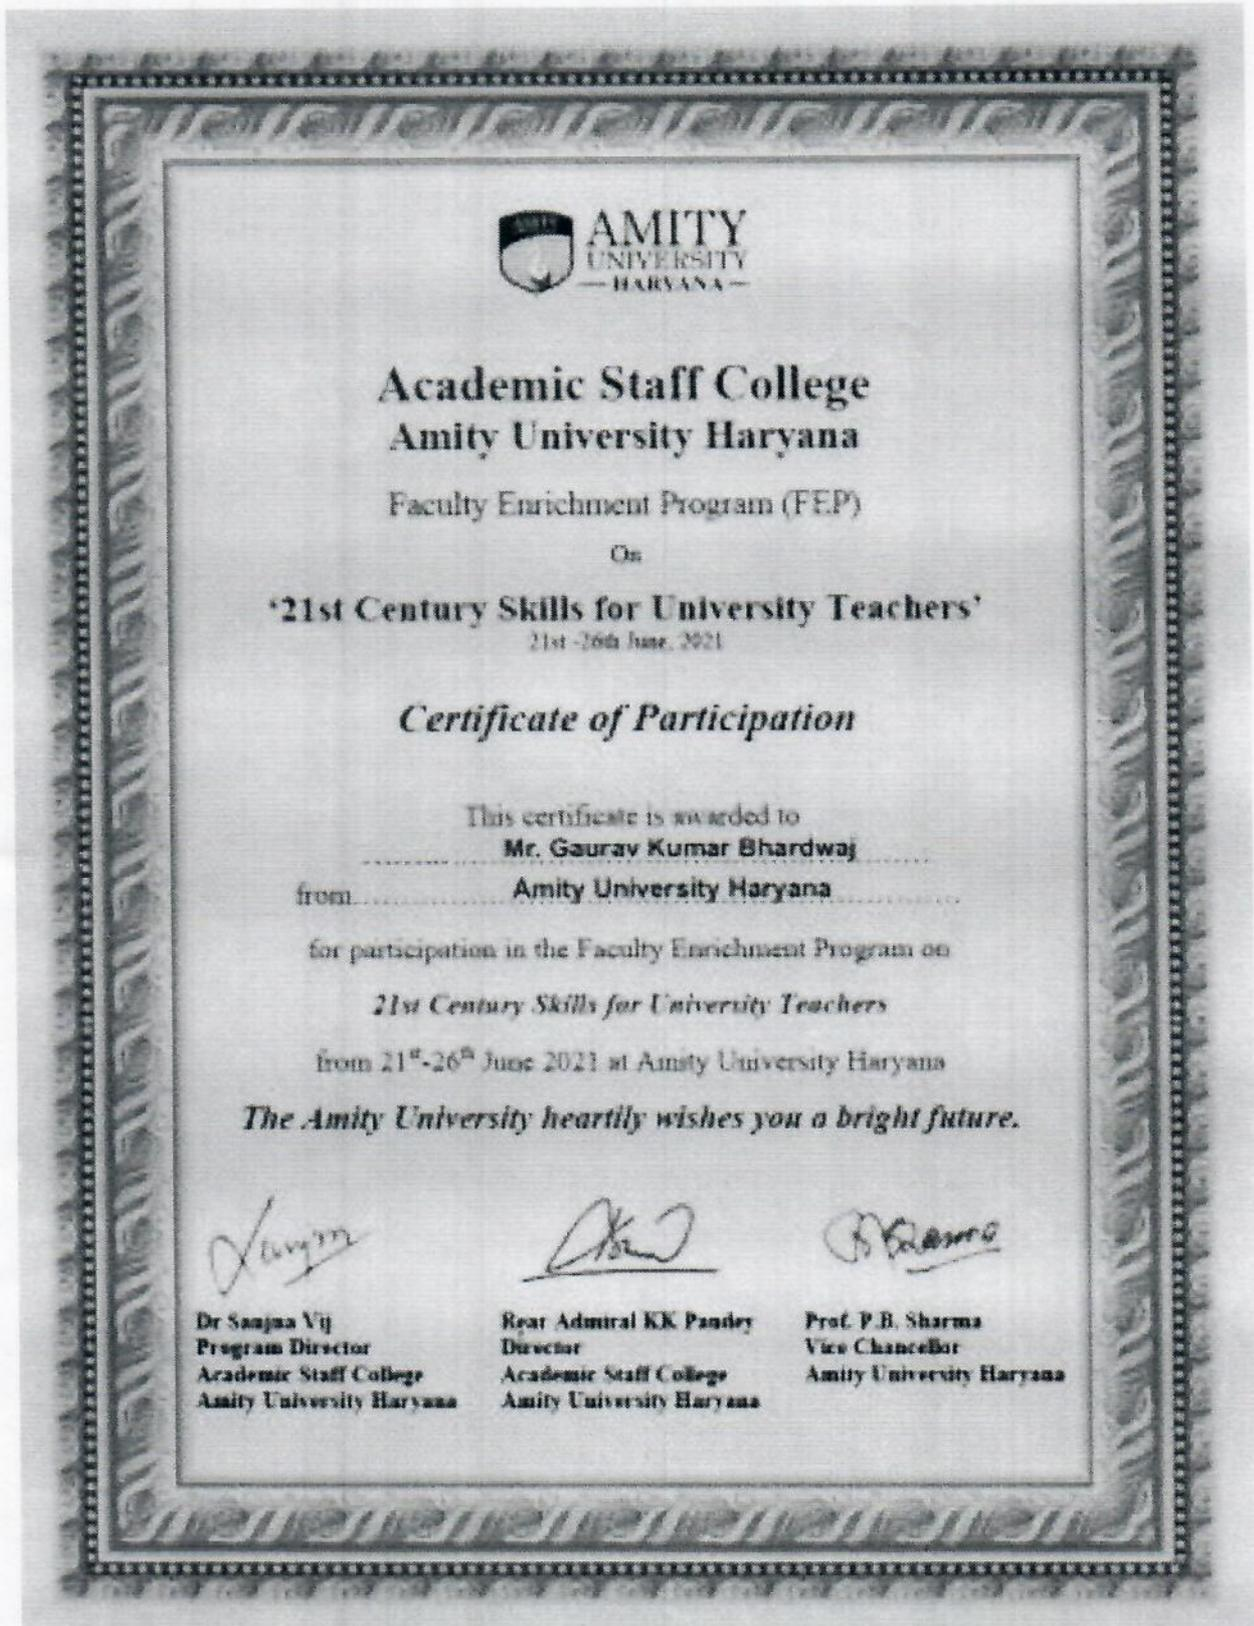 AMITY
AMITY
UNIVERSITY
— HARYANA —
Academic Staff College
Amity University Haryana
Faculty Enrichment Program (FEP)
On
‘21st Century Skills for University Teachers’
21st -26th June, 2021
Certificate of Participation
This certificate is awarded to
Mr. Gaurav Kumar Bhardwaj
from Amity University Haryana
for participation in the Faculty Enrichment Program on
21st Century Skills for University Teachers
from 21st-26th June 2021 at Amity University Haryana
The Amity University heartily wishes you a bright future.
Dr Sanjna Vij
Program Director
Academic Staff College
Amity University Haryana
Rear Admiral KK Pandey
Director
Academic Staff College
Amity University Haryana
Prof. P.B. Sharma
Vice Chancellor
Amity University Haryana